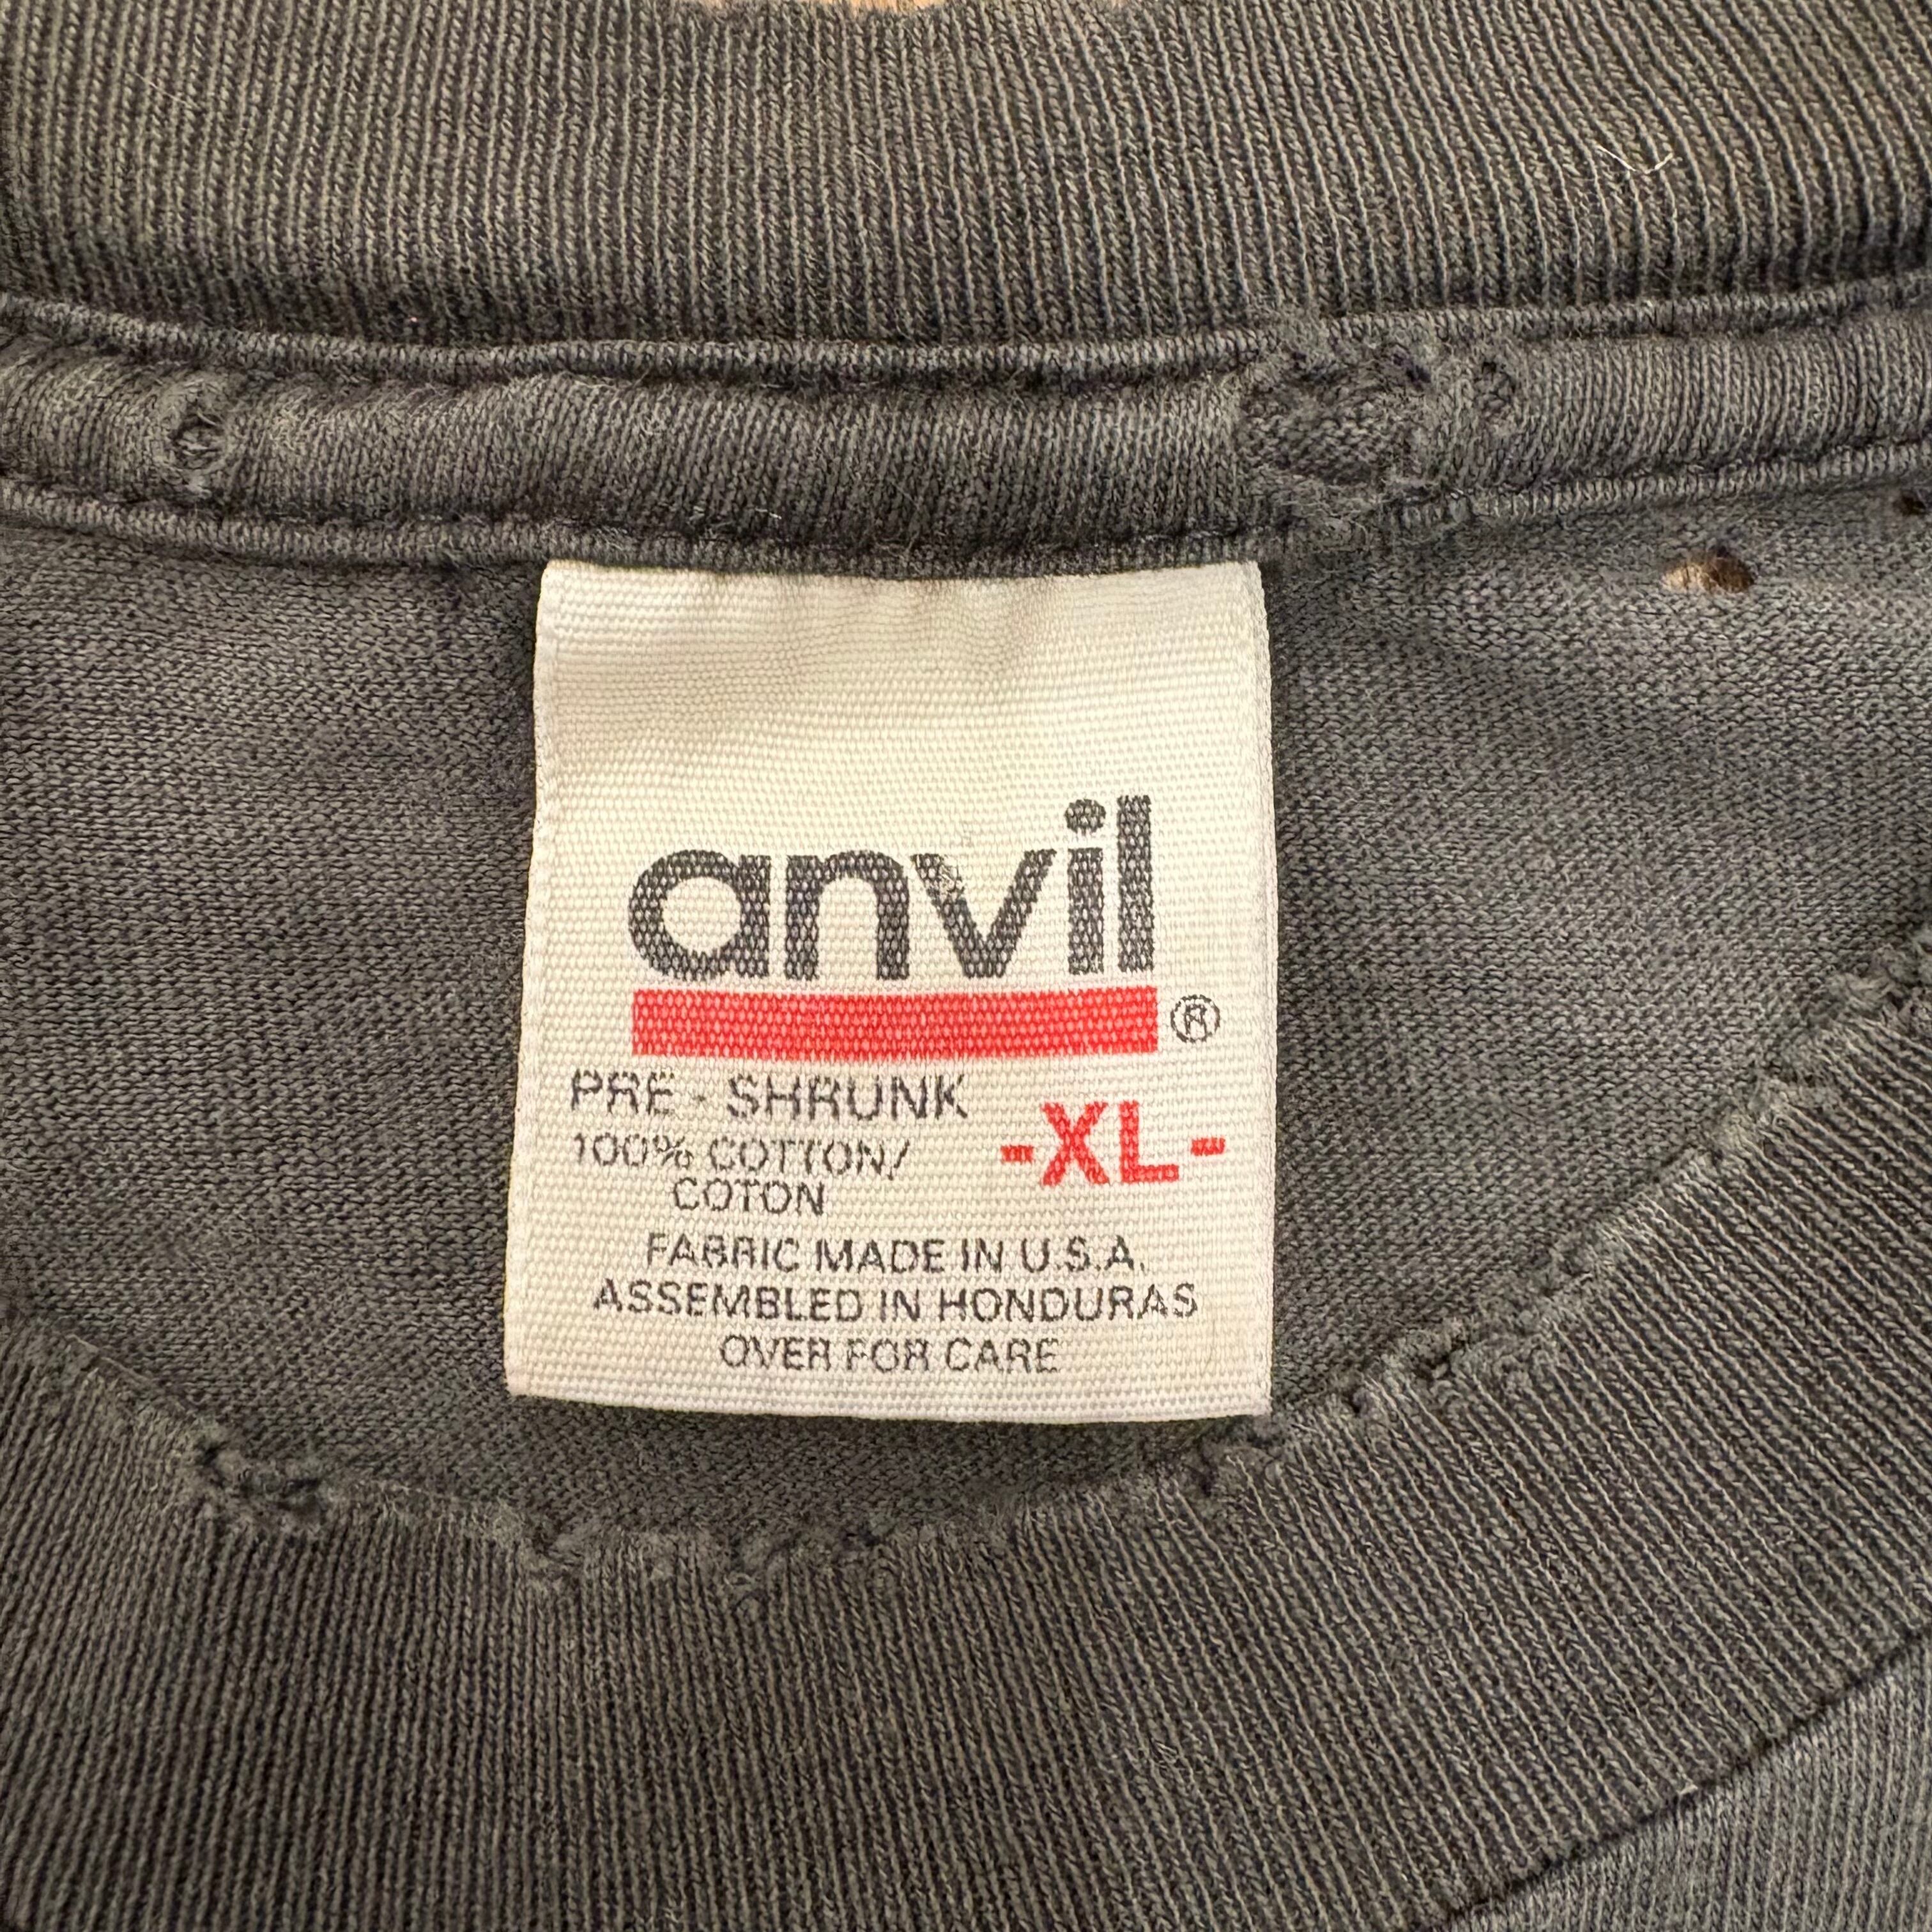 anvil
®
PRE - SHRUNK
-XL-
100% COTTON/
COTON
FABRIC MADE IN U.S.A.
ASSEMBLED IN HONDURAS
OVER FOR CARE